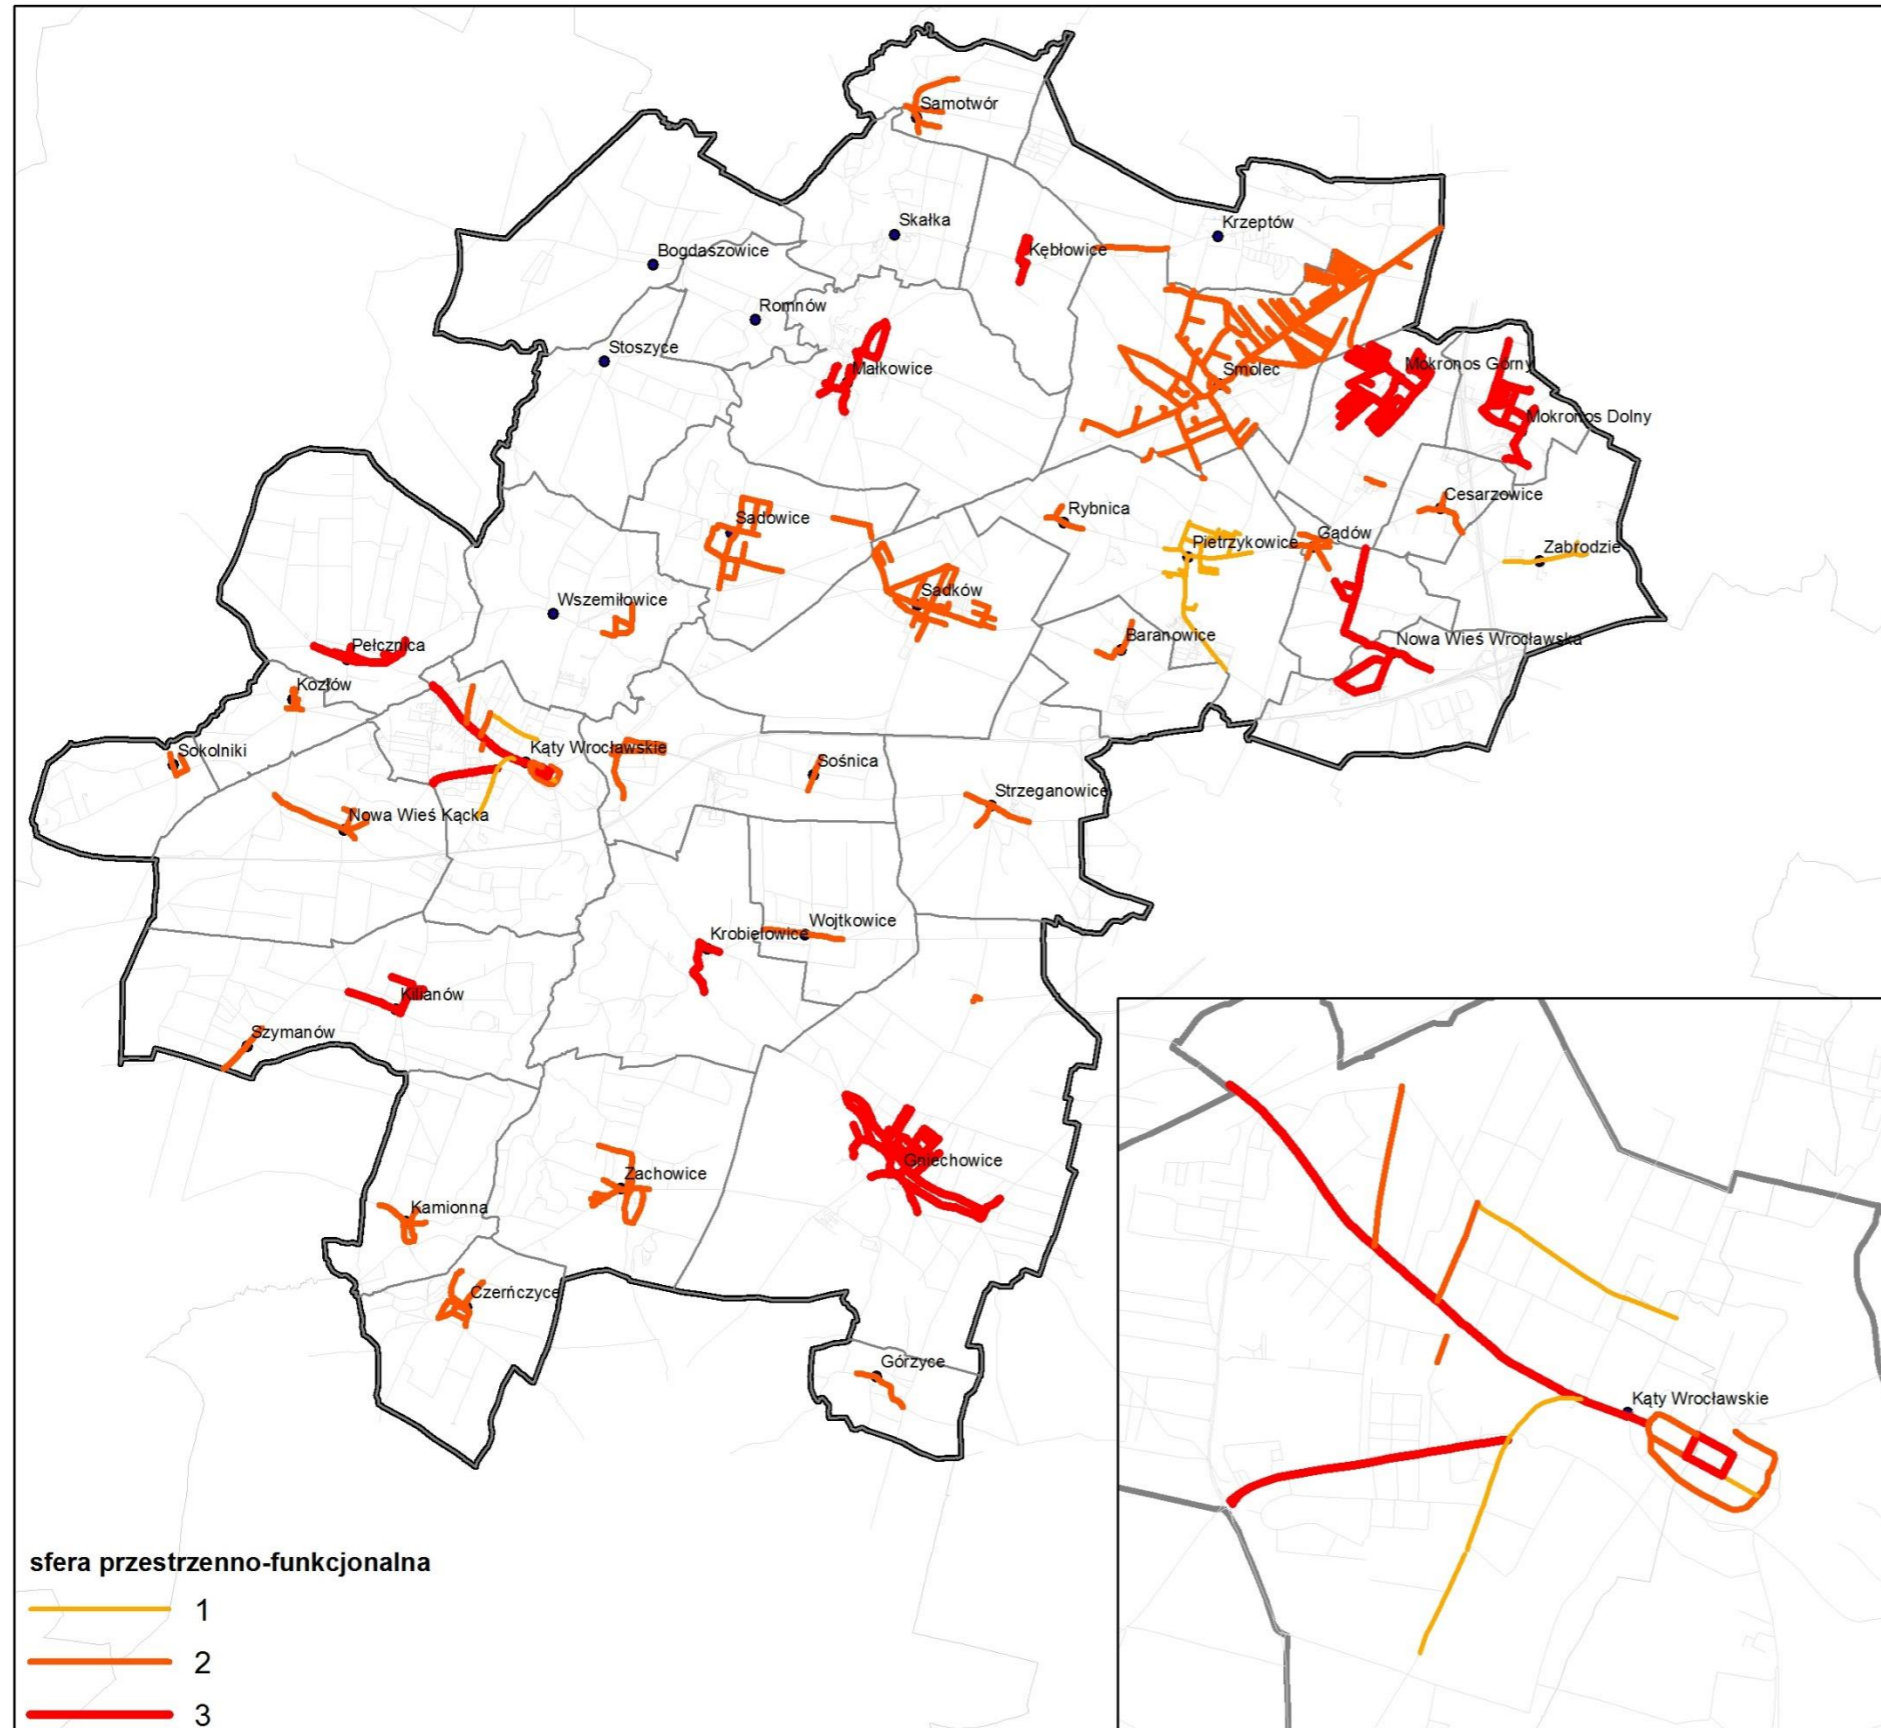 Samotwór
Skałka
Krzeptów
Kębłowice
Bogdaszowice
Romnów
Stoszyce
Małkowice
Smolec
Mokronos Górny
Mokronos Dolny
Cesarzowice
Sadowice
Rybnica
Gądów
Pietrzykowice
Zabrodzie
Sadków
Wszemiłowice
Baranowice
Nowa Wieś Wrocławska
Pełcznica
Kozłów
Sokolniki
Kąty Wrocławskie
Sośnica
Strzeganowice
Nowa Wieś Kącka
Wojtkowice
Krobielowice
Kilianów
Szymanów
Gniechowice
Zachowice
Kamionna
Czerńczyce
Górzyce
Kąty Wrocławskie
sfera przestrzenno-funkcjonalna
1
2
3